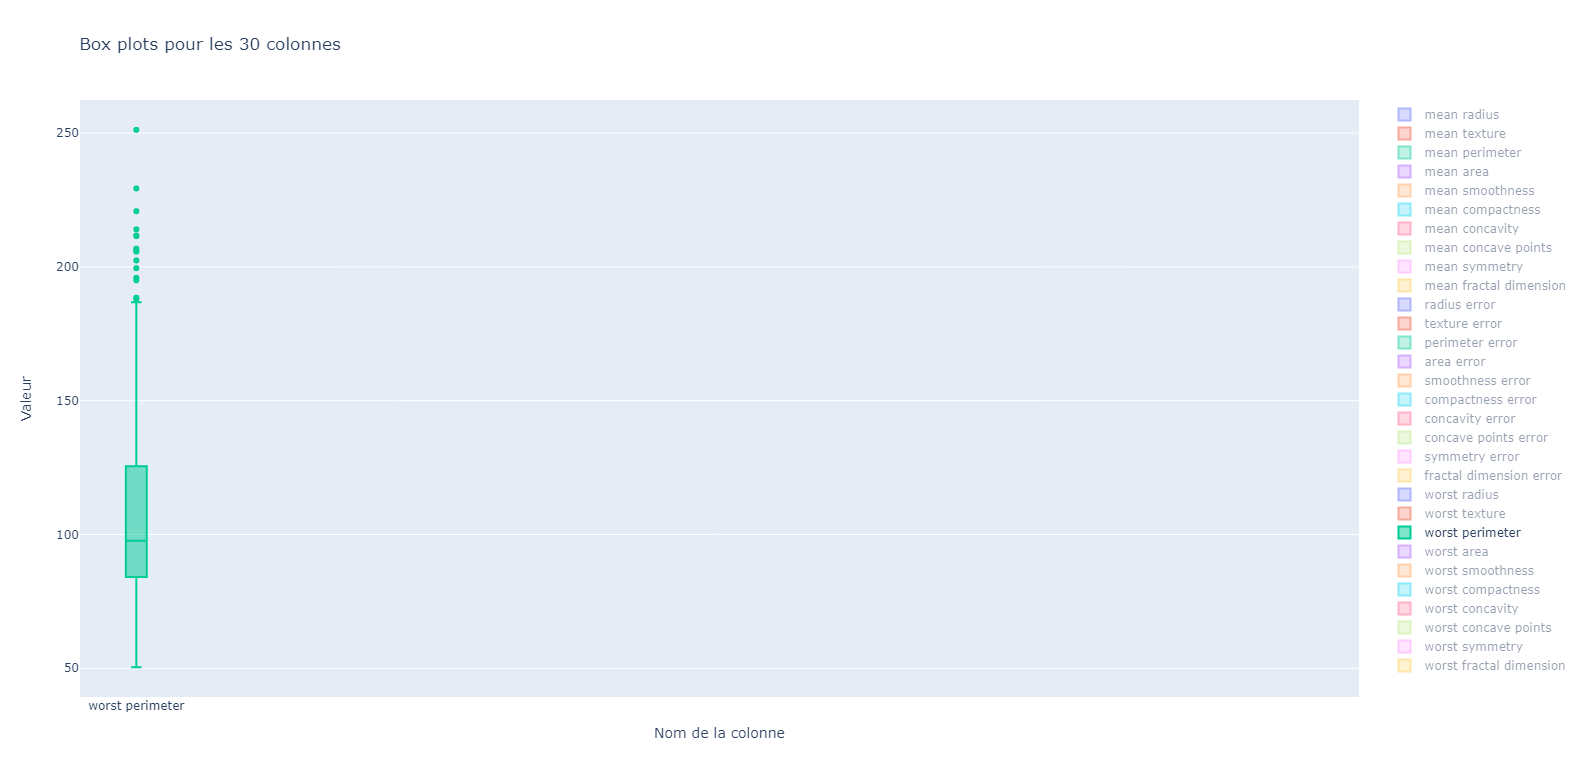 Box plots pour les 30 colonnes
250
200
150
100
50
Valeur
worst perimeter
Nom de la colonne
mean radius
mean texture
mean perimeter
mean area
mean smoothness
mean compactness
mean concavity
mean concave points
mean symmetry
mean fractal dimension
radius error
texture error
perimeter error
area error
smoothness error
compactness error
concavity error
concave points error
symmetry error
fractal dimension error
worst radius
worst texture
worst perimeter
worst area
worst smoothness
worst compactness
worst concavity
worst concave points
worst symmetry
worst fractal dimension